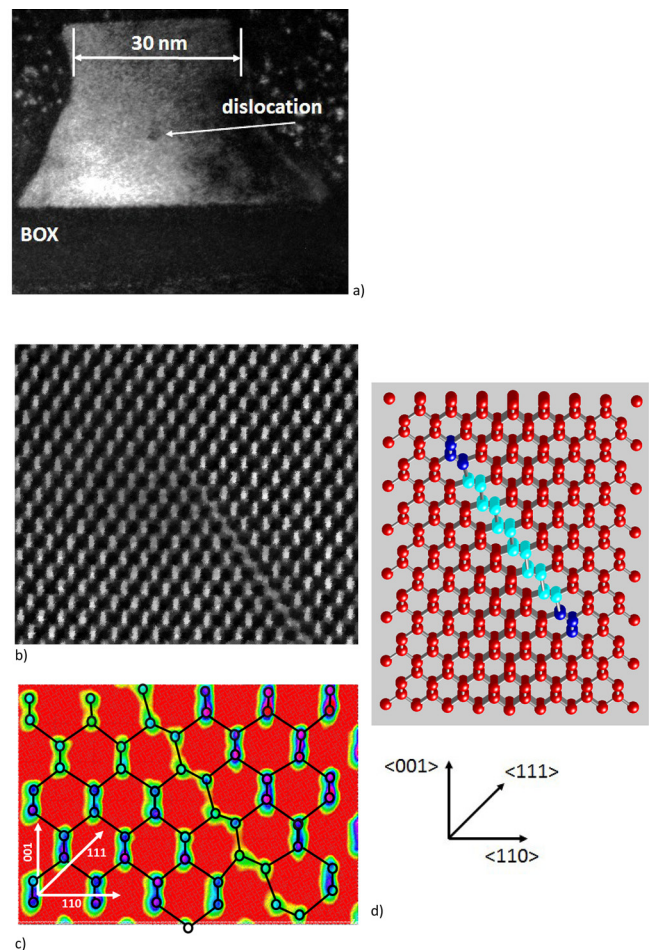 30 nm
dislocation
BOX
a)
b)
001
111
110
c)
<001>
<111>
<110>
d)